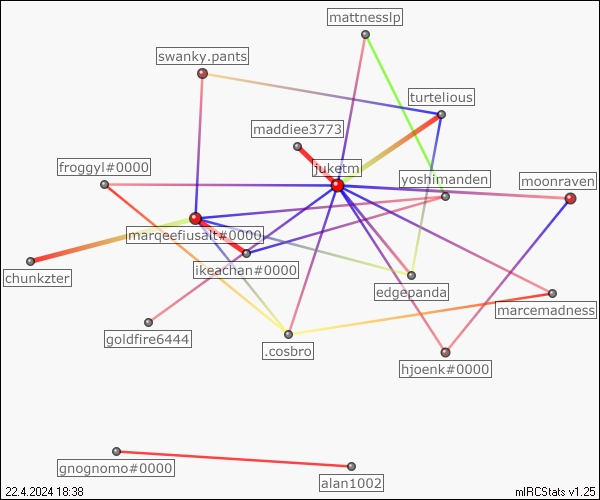 mattnesslp
swanky.pants
turtelious
maddiee3773
froggyl#0000
juketm
yoshimanden
moonraven
marqeefiusalt#0000
ikeachan#0000
chunkzter
edgepanda
marcemadness
goldfire6444
.cosbro
hjoenk#0000
gnognomo#0000
alan1002
22.4.2024 18:38
mIRCStats v1.25